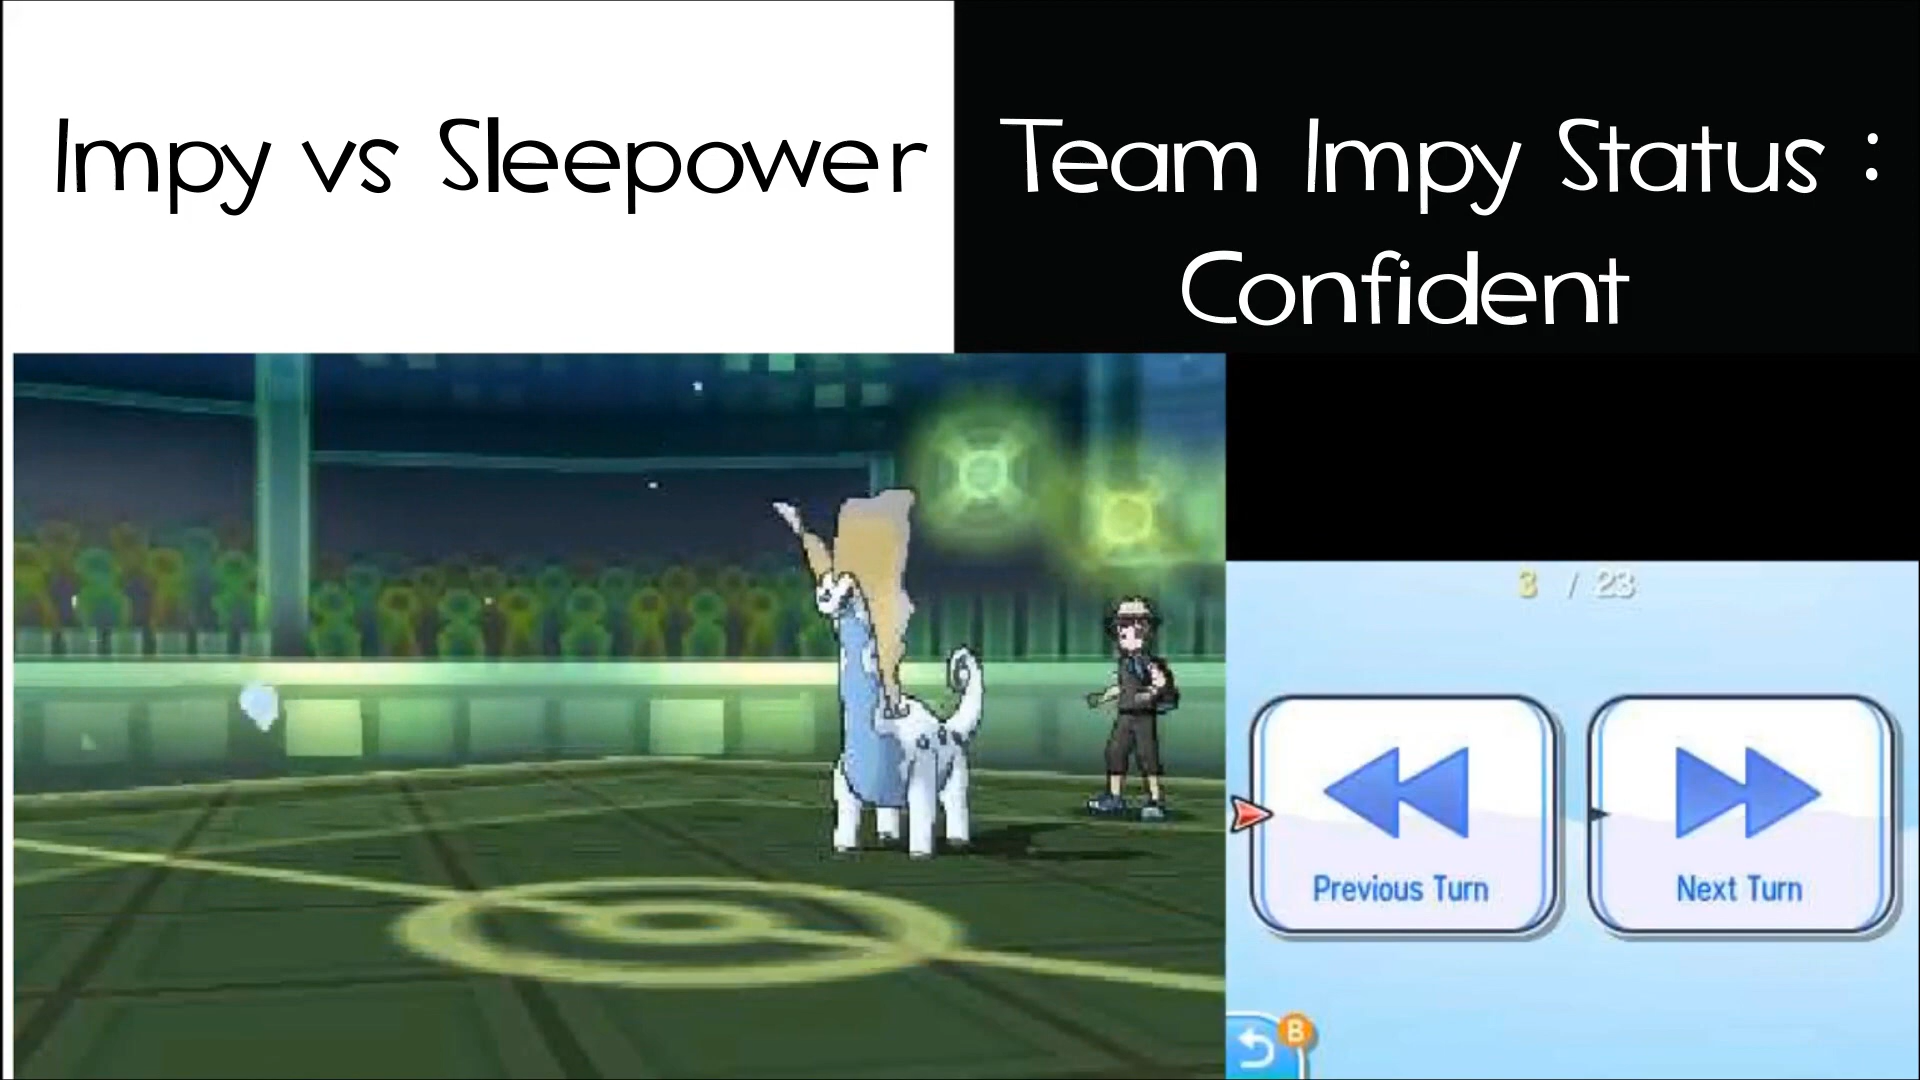 Impy vs Sleepower
Team Impy Status :
Confident
3 / 23
Previous Turn
Next Turn
B